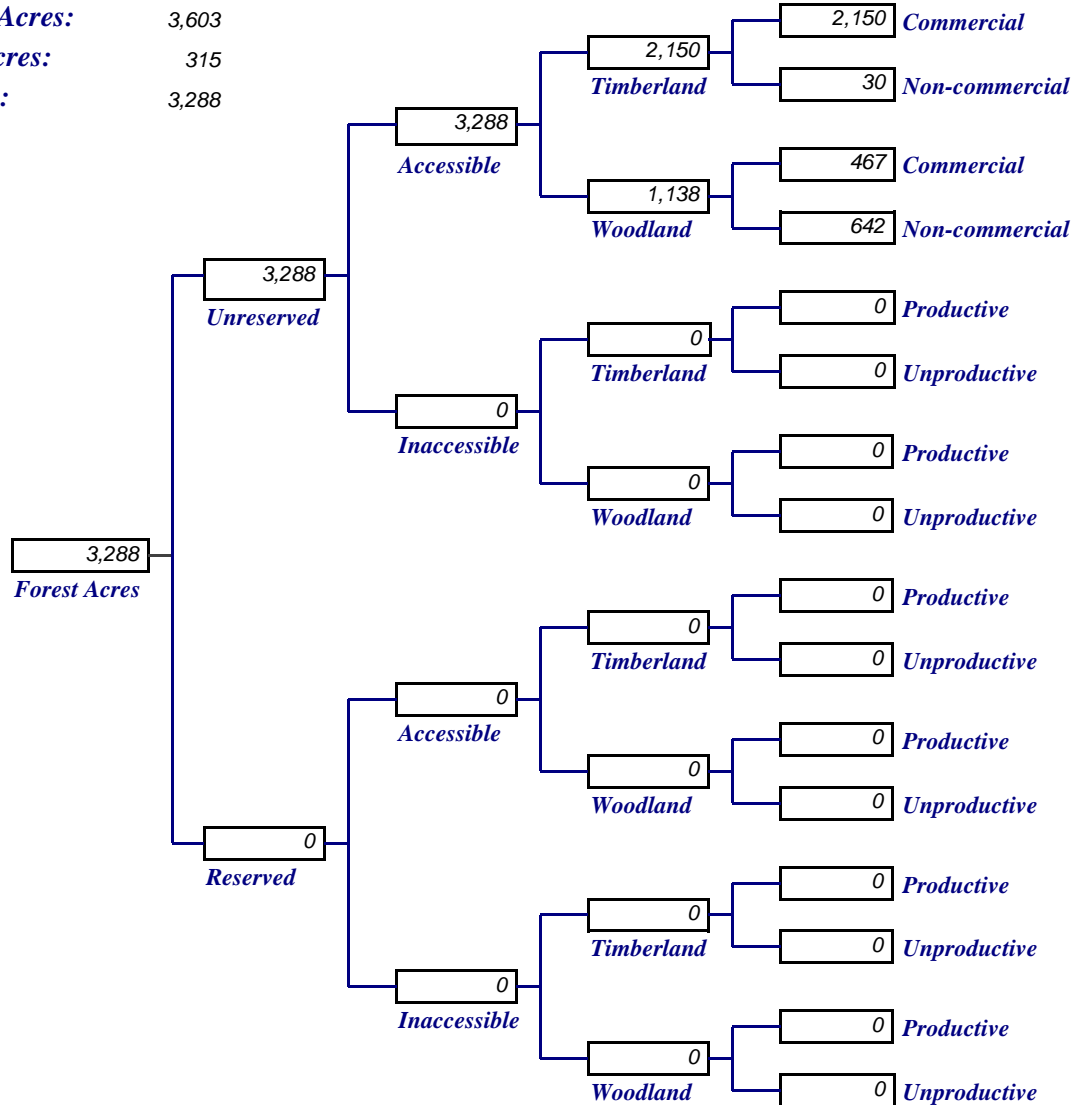 Acres: 3,603
cres: 315
: 3,288
2,150 Commercial
2,150
Timberland
30 Non-commercial
3,288
Accessible
467 Commercial
1,138
Woodland
642 Non-commercial
3,288
Unreserved
0 Productive
0
Timberland
0 Unproductive
0
Inaccessible
0 Productive
0
Woodland
0 Unproductive
3,288
Forest Acres
0 Productive
0
Timberland
0 Unproductive
0
Accessible
0 Productive
0
Woodland
0 Unproductive
0
Reserved
0 Productive
0
Timberland
0 Unproductive
0
Inaccessible
0 Productive
0
Woodland
0 Unproductive